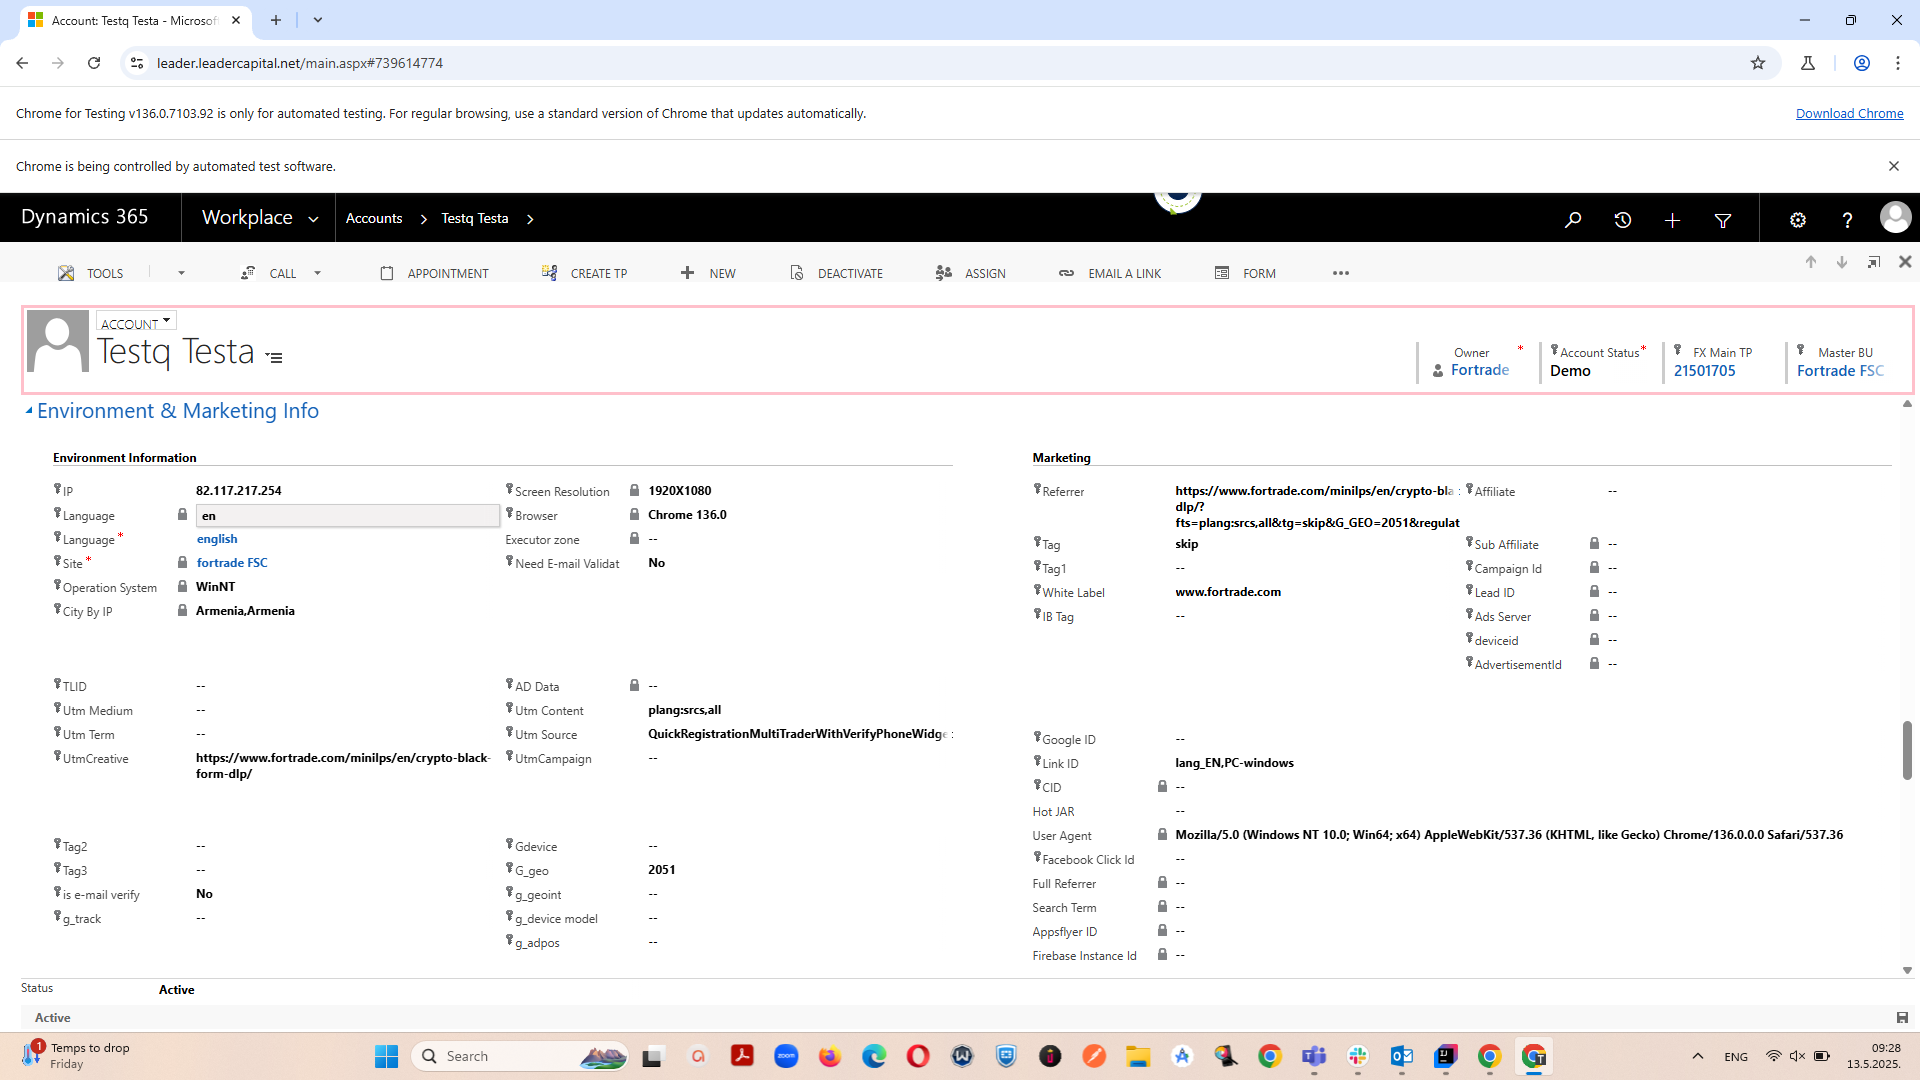 Account: Testq Testa - Microsof
leader.leadercapital.net/main.aspx#739614774
Chrome for Testing v136.0.7103.92 is only for automated testing. For regular browsing, use a standard version of Chrome that updates automatically.
Download Chrome
Chrome is being controlled by automated test software.
Dynamics 365
Workplace
Accounts
Testq Testa
TOOLS
CALL
APPOINTMENT
CREATE TP
NEW
DEACTIVATE
ASSIGN
EMAIL A LINK
FORM
ACCOUNT
Testq Testa
Owner *
Fortrade
Account Status *
Demo
FX Main TP
21501705
Master BU
Fortrade FSC
Environment & Marketing Info
Environment Information
IP 82.117.217.254
Language en
Language * english
Site * fortrade FSC
Operation System WinNT
City By IP Armenia,Armenia
Screen Resolution 1920X1080
Browser Chrome 136.0
Executor zone --
Need E-mail Validat No
TLID --
Utm Medium --
Utm Term --
UtmCreative https://www.fortrade.com/minilps/en/crypto-black-
form-dlp/
AD Data --
Utm Content plang:srcs,all
Utm Source QuickRegistrationMultiTraderWithVerifyPhoneWidge
UtmCampaign --
Tag2 --
Tag3 --
is e-mail verify No
g_track --
Gdevice --
G_geo 2051
g_geoint --
g_device model --
g_adpos --
Marketing
Referrer https://www.fortrade.com/minilps/en/crypto-bla
dlp/?
fts=plang:srcs,all&tg=skip&G_GEO=2051&regulat
Tag skip
Tag1 --
White Label www.fortrade.com
IB Tag --
Affiliate --
Sub Affiliate --
Campaign Id --
Lead ID --
Ads Server --
deviceid --
AdvertisementId --
Google ID --
Link ID lang_EN,PC-windows
CID --
Hot JAR --
User Agent Mozilla/5.0 (Windows NT 10.0; Win64; x64) AppleWebKit/537.36 (KHTML, like Gecko) Chrome/136.0.0.0 Safari/537.36
Facebook Click Id --
Full Referrer --
Search Term --
Appsflyer ID --
Firebase Instance Id --
Status Active
Active
1
Temps to drop
Friday
Search
zoom
ENG
09:28
13.5.2025.